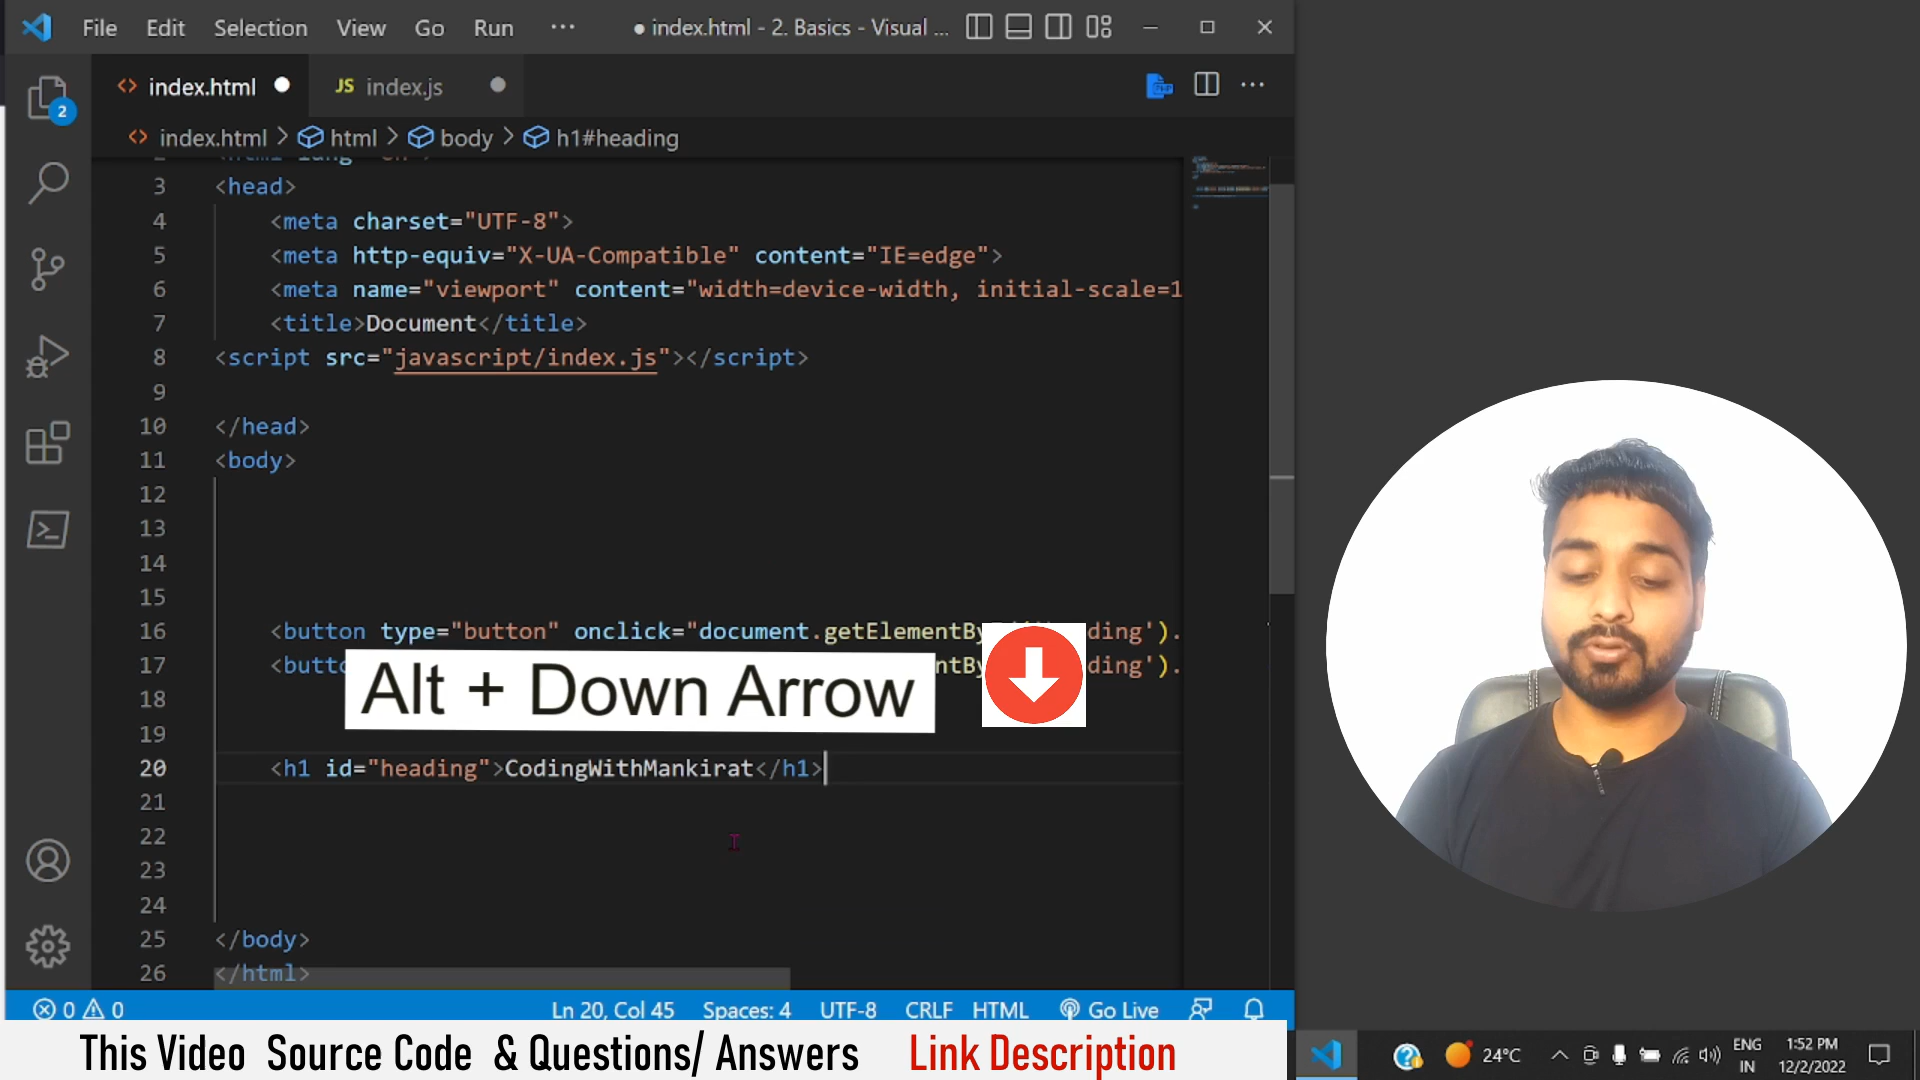 File Edit Selection View Go Run ··· ● index.html - 2. Basics - Visual ...
<> index.html ● JS index.js ●
2
<> index.html > html > body > h1#heading
3 <head>
4 <meta charset="UTF-8">
5 <meta http-equiv="X-UA-Compatible" content="IE=edge">
6 <meta name="viewport" content="width=device-width, initial-scale=1
7 <title>Document</title>
8 <script src="javascript/index.js"></script>
9
10 </head>
11 <body>
12
13
14
15
16 <button type="button" onclick="document.getElementBy ding').
17 <butt ntBy ding').
Alt + Down Arrow
18
19
20 <h1 id="heading">CodingWithMankirat</h1>
21
22
23
24
25 </body>
26 </html>
0 0 Ln 20, Col 45 Spaces: 4 UTF-8 CRLF HTML Go Live
This Video Source Code & Questions/ Answers Link Description
24°C ENG IN 1:52 PM 12/2/2022